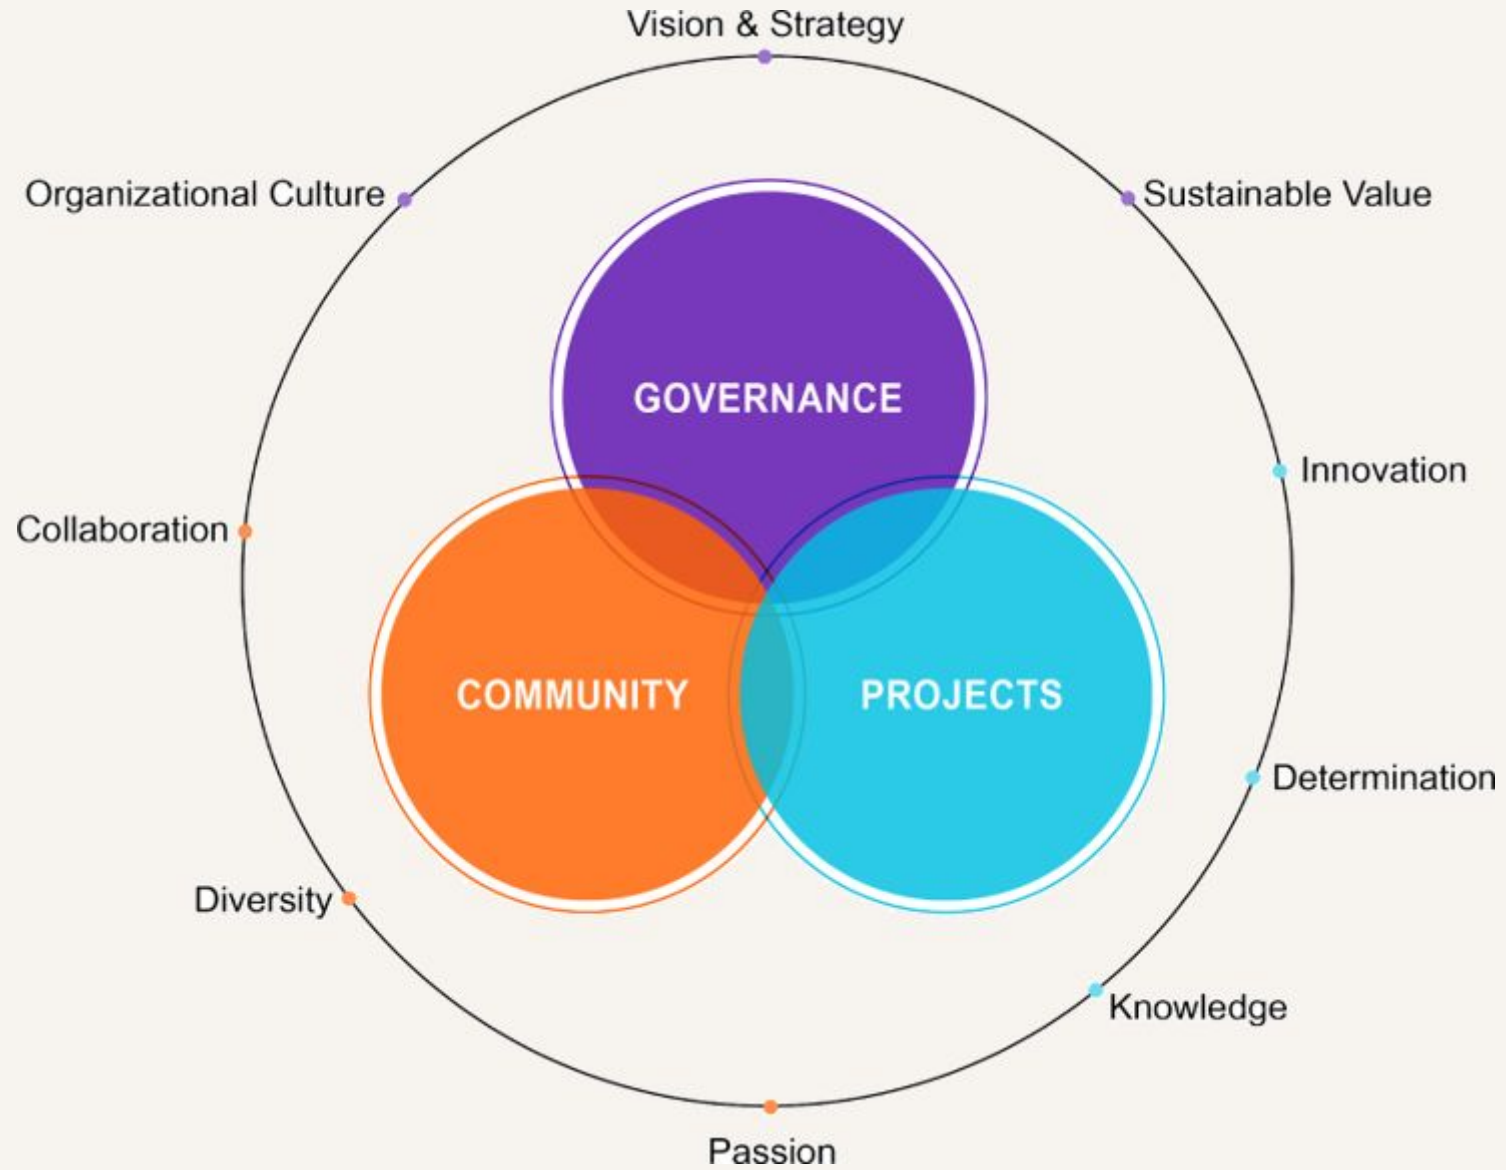 Vision & Strategy
Organizational Culture
Sustainable Value
GOVERNANCE
Innovation
Collaboration
COMMUNITY
PROJECTS
Determination
Diversity
Knowledge
Passion